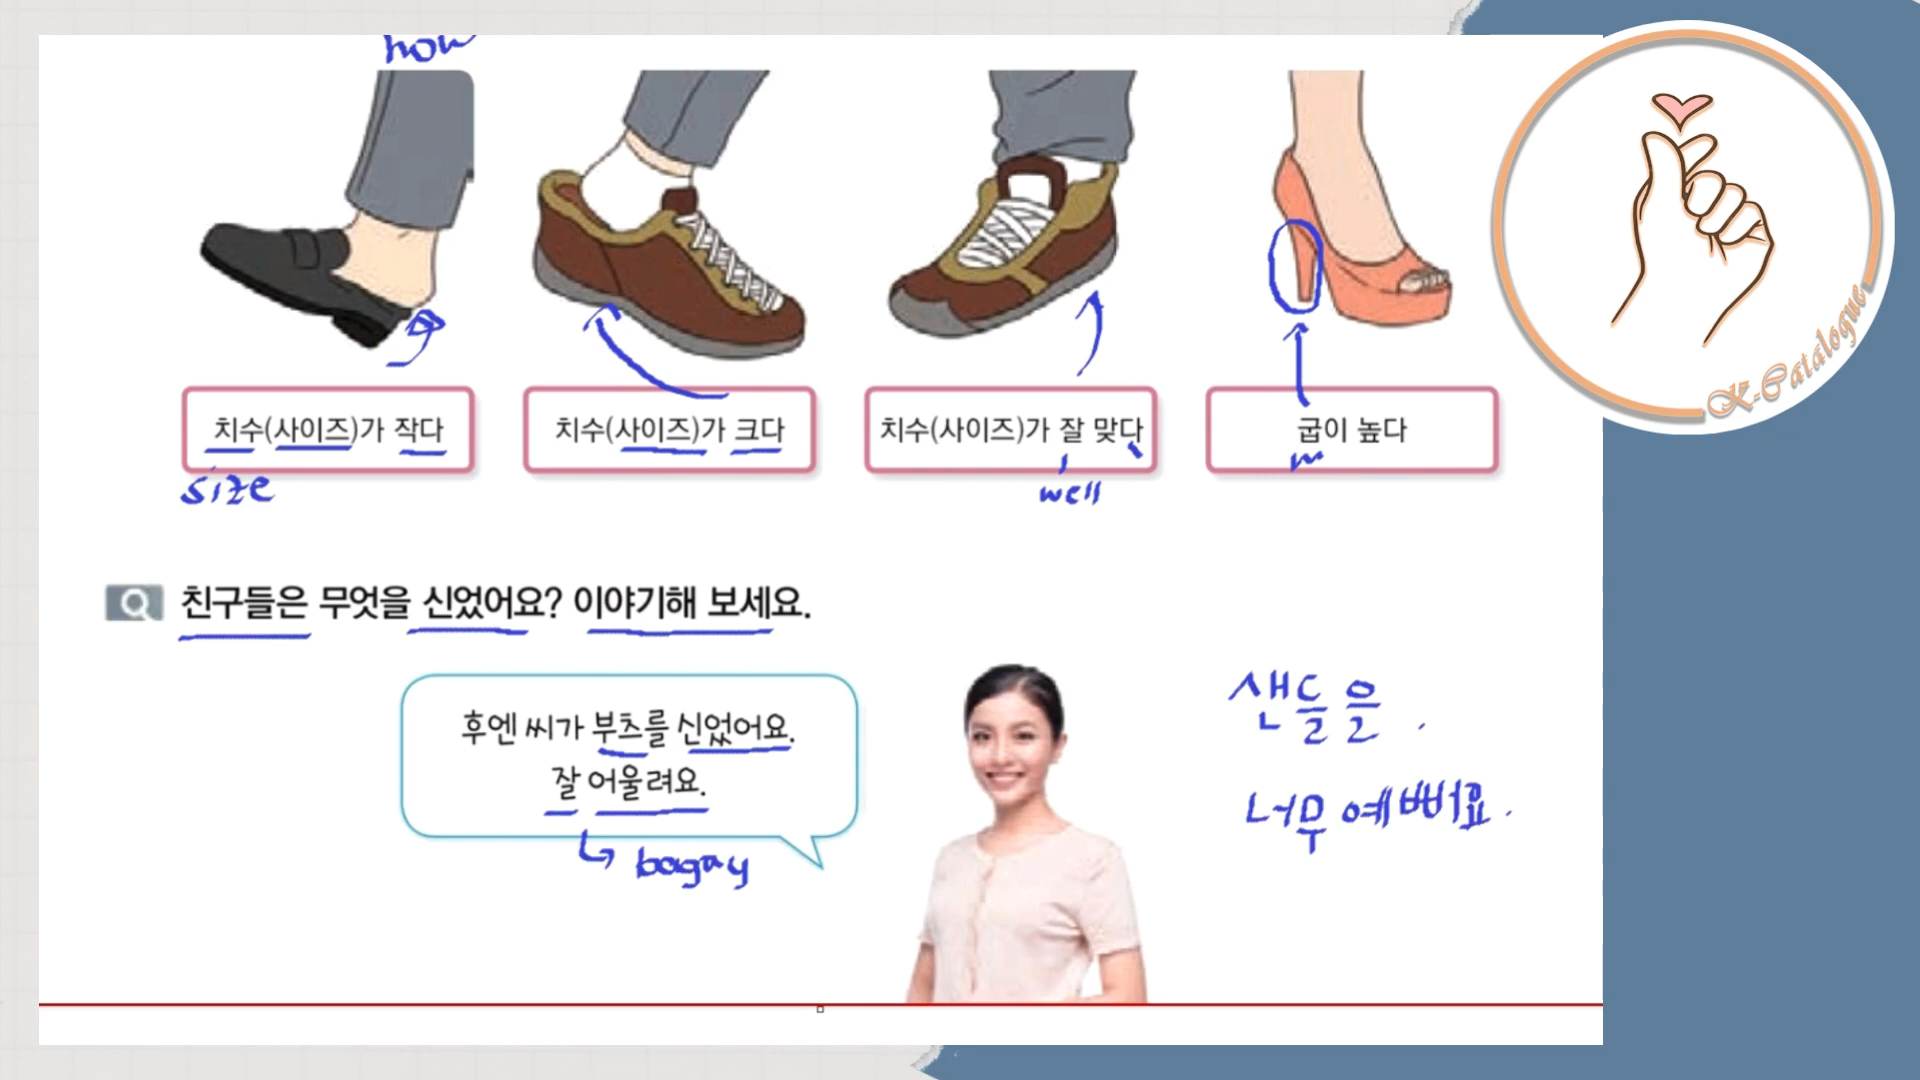 how
치수(사이즈)가 작다
치수(사이즈)가 크다
치수(사이즈)가 잘 맞다
굽이 높다
size
well
친구들은 무엇을 신었어요? 이야기해 보세요.
후엔 씨가 부츠를 신었어요.
잘 어울려요.
bagay
샌들을.
너무 예뻐요.
K-Catalogue